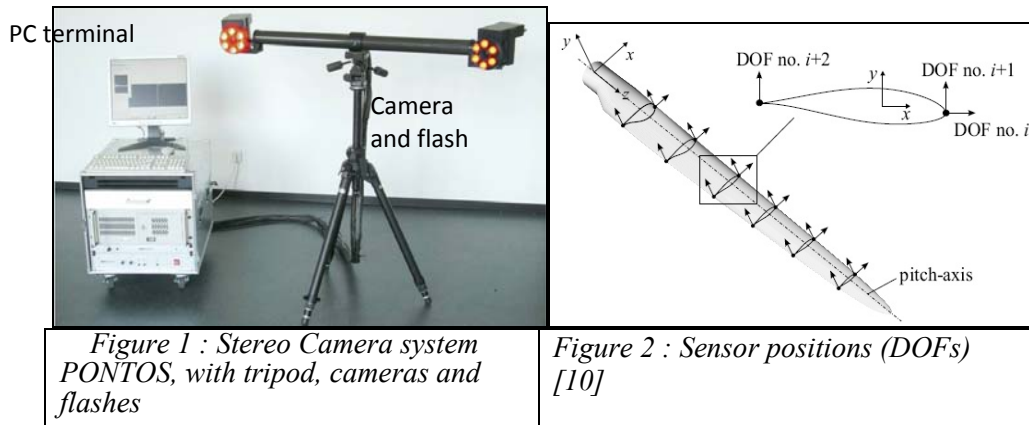 PC terminal
Camera
and flash
Figure 1 : Stereo Camera system
PONTOS, with tripod, cameras and
flashes
y
x
z
DOF no. i+2
y
x
DOF no. i+1
DOF no. i
pitch-axis
Figure 2 : Sensor positions (DOFs)
[10]